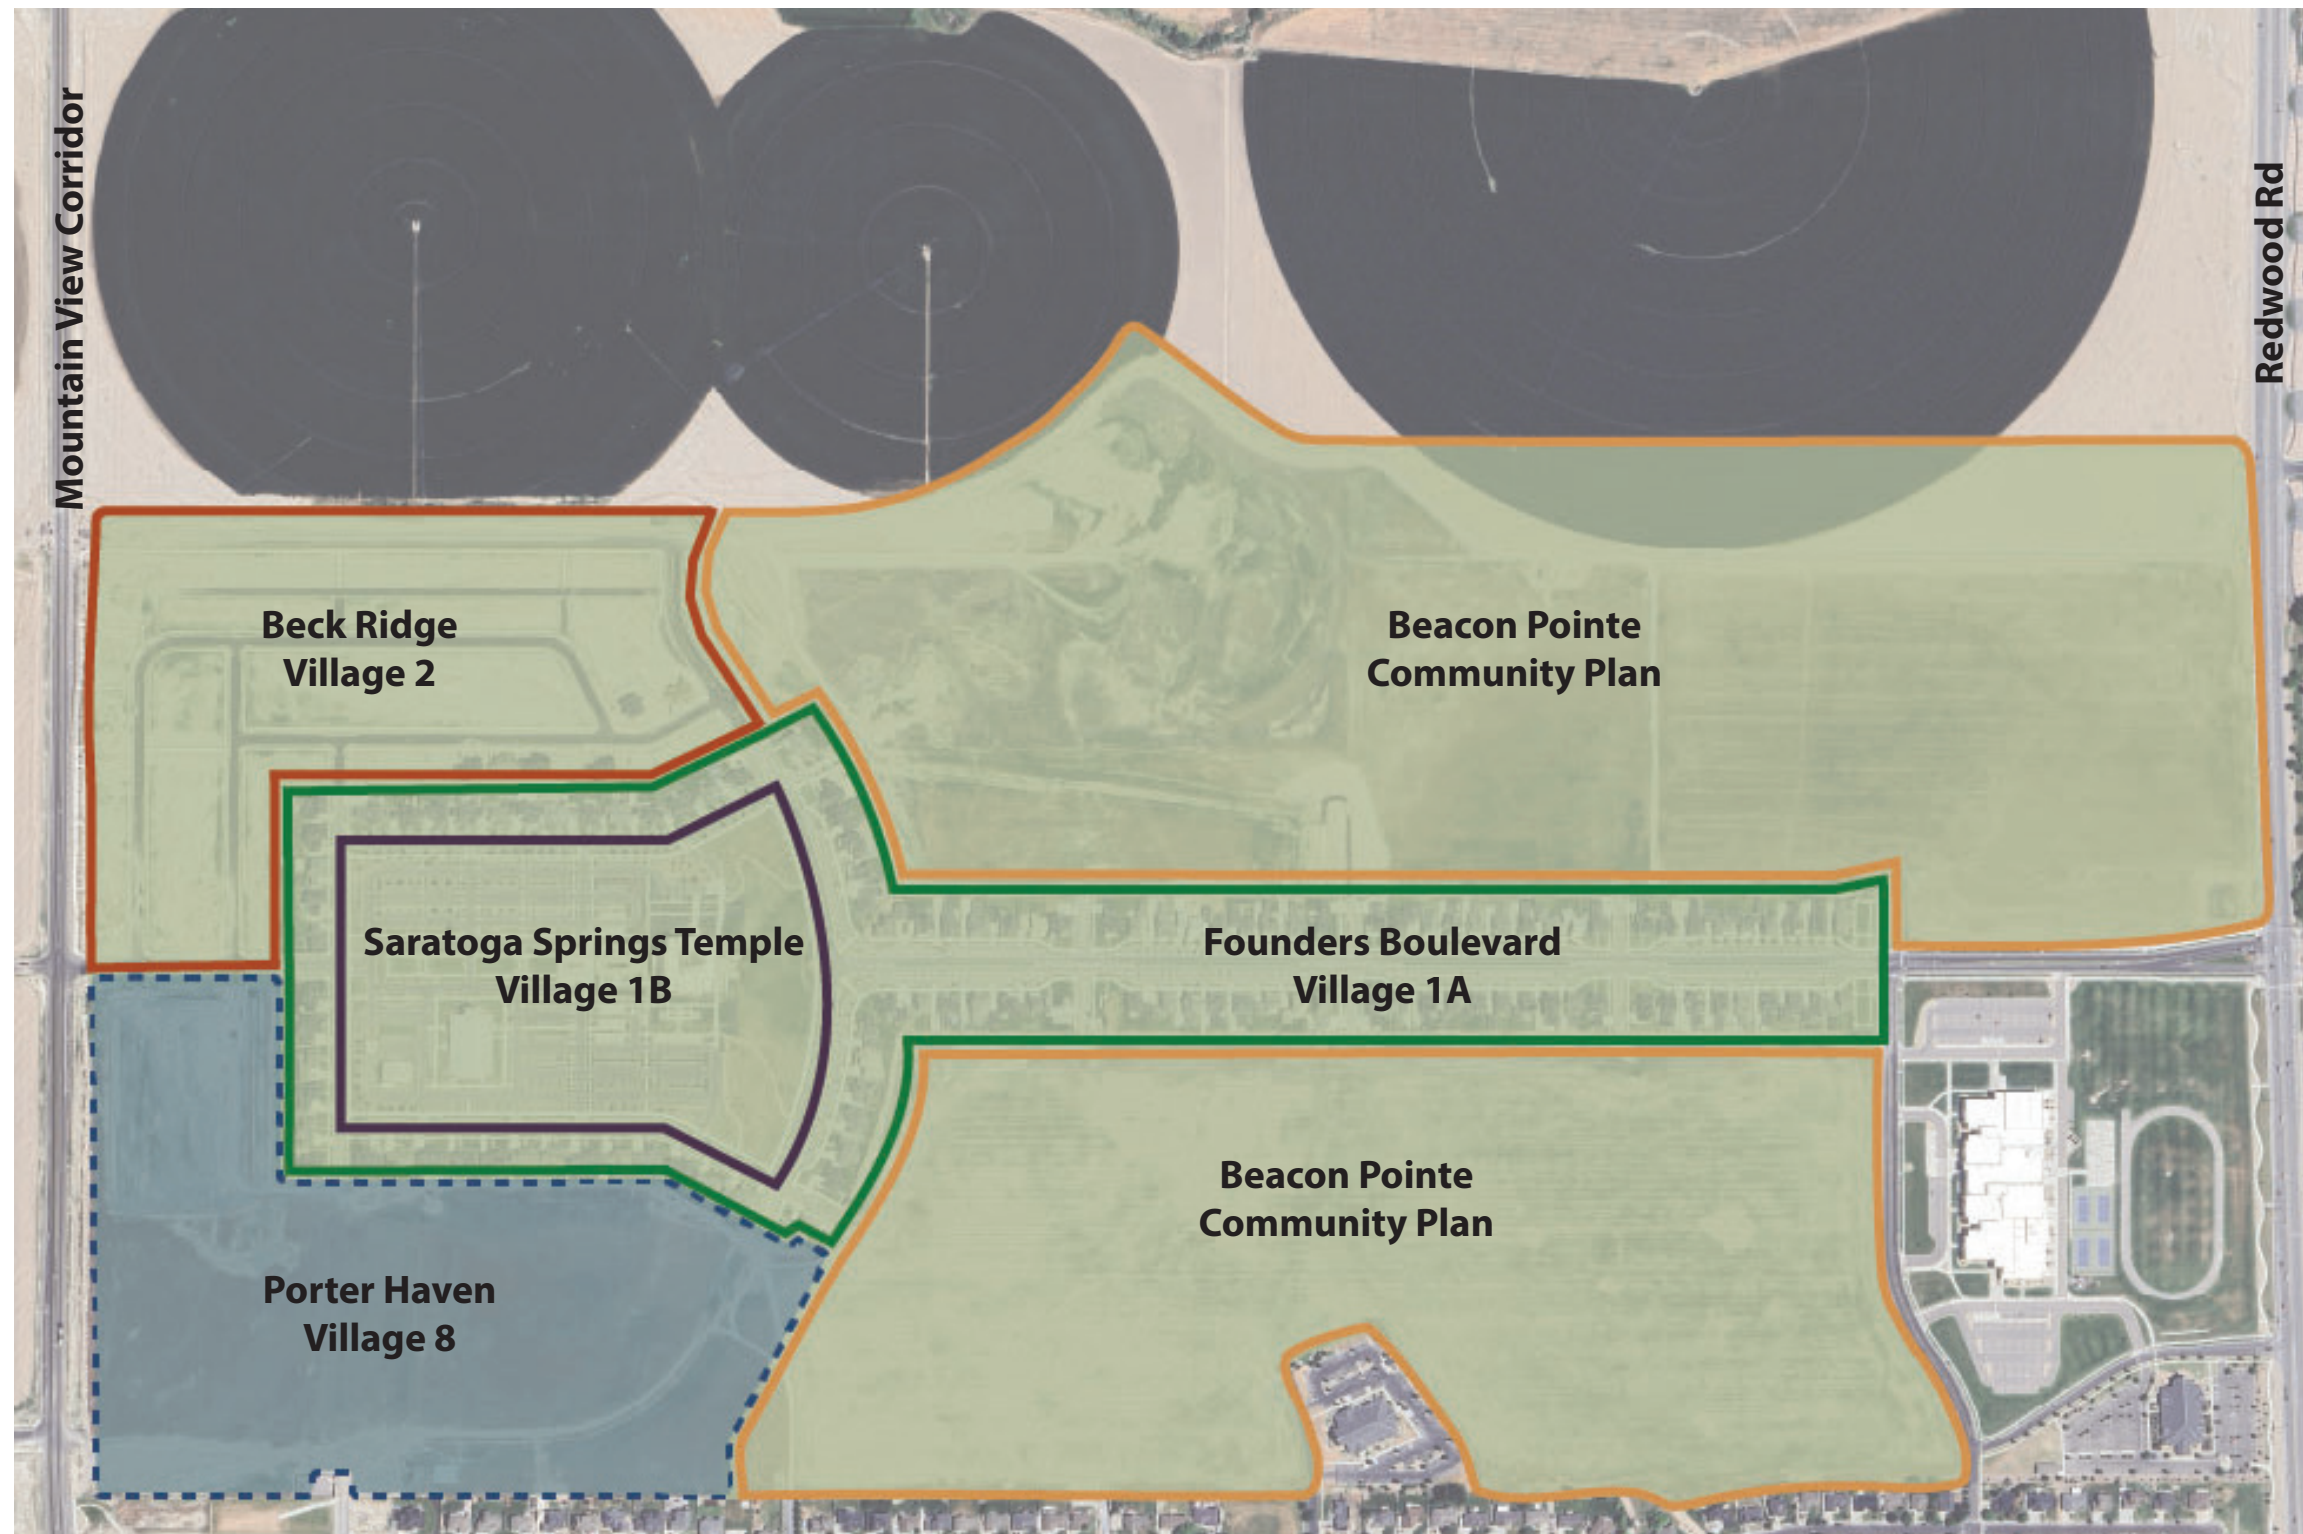 Mountain View Corridor
Redwood Rd
Beck Ridge
Village 2
Beacon Pointe
Community Plan
Saratoga Springs Temple
Village 1B
Founders Boulevard
Village 1A
Beacon Pointe
Community Plan
Porter Haven
Village 8